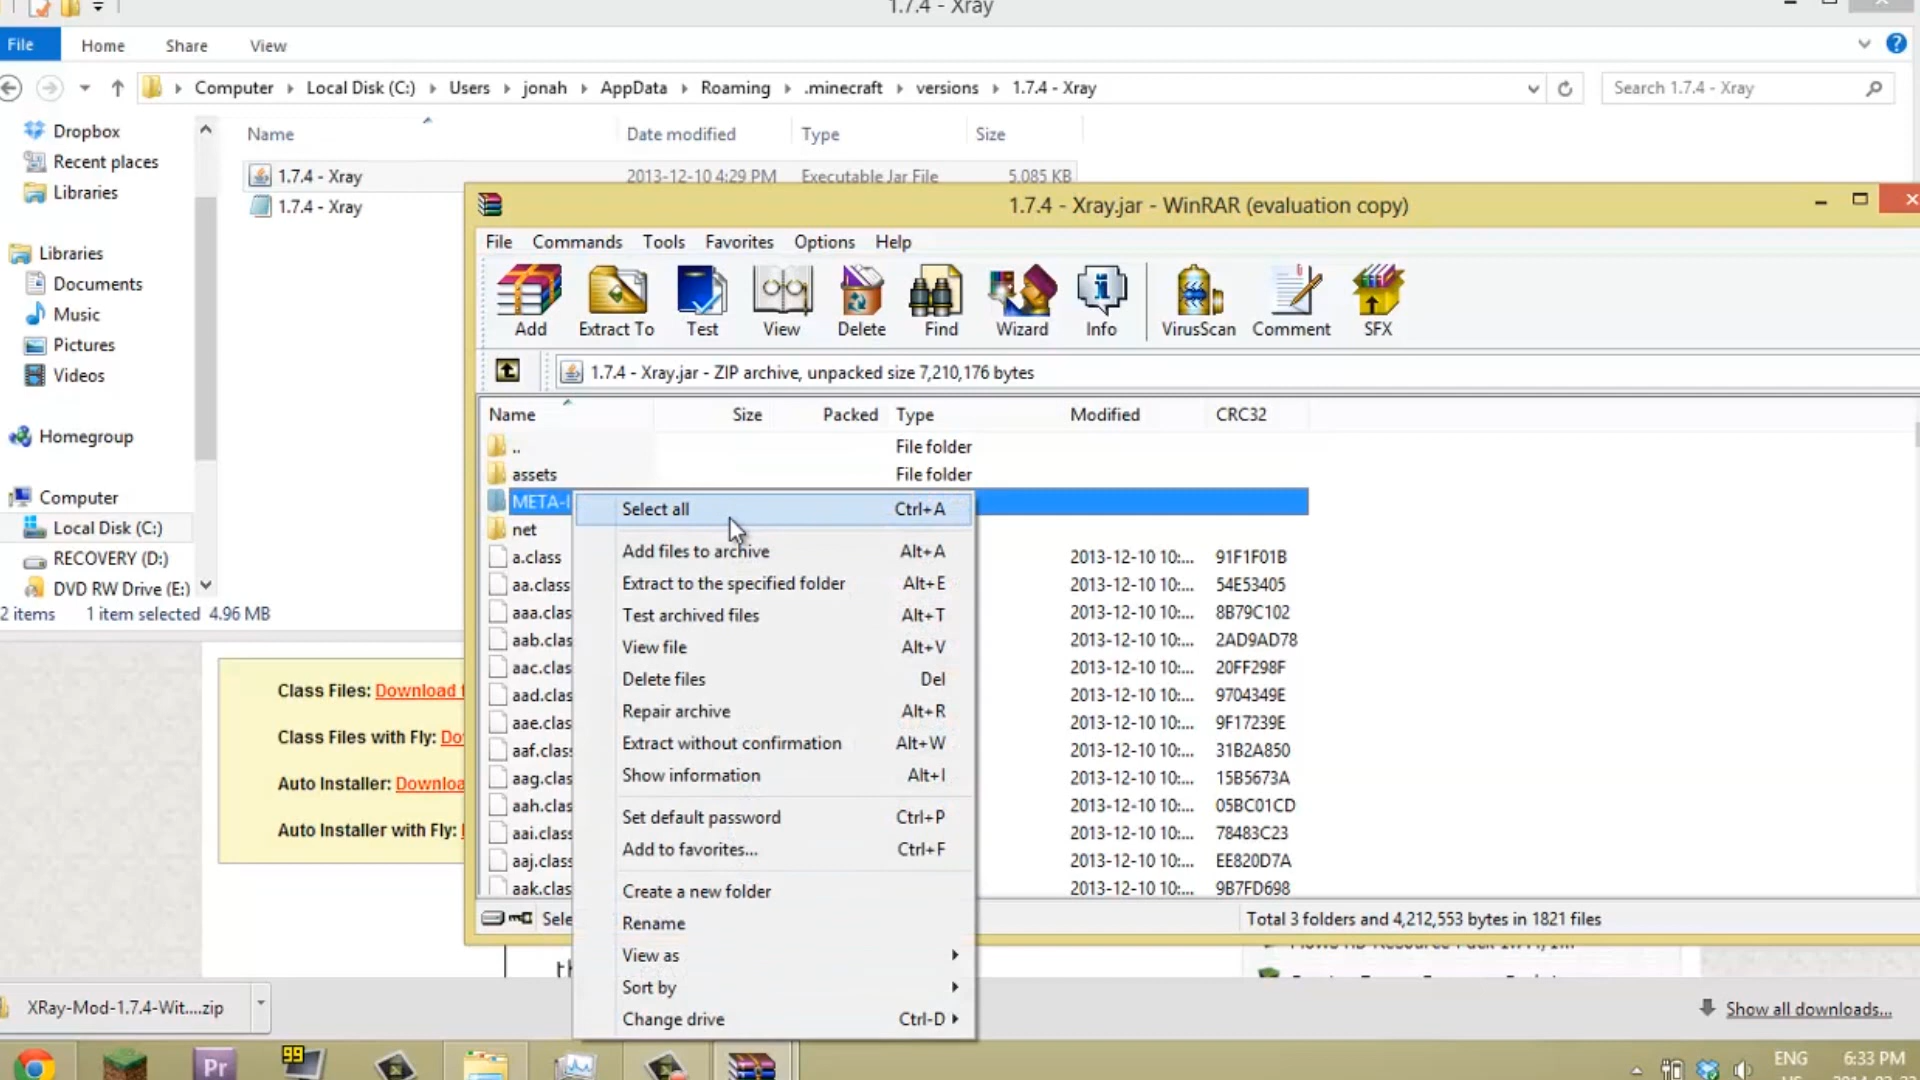 1.7.4 - Xray
File Home Share View
Computer Local Disk (C:) Users jonah AppData Roaming .minecraft versions 1.7.4 - Xray
Search 1.7.4 - Xray
Dropbox
Recent places
Libraries
Libraries
Documents
Music
Pictures
Videos
Homegroup
Computer
Local Disk (C:)
RECOVERY (D:)
DVD RW Drive (E:)
Name Date modified Type Size
1.7.4 - Xray 2013-12-10 4:29 PM Executable Jar File 5,085 KB
1.7.4 - Xray
2 items 1 item selected 4.96 MB
1.7.4 - Xray.jar - WinRAR (evaluation copy)
File Commands Tools Favorites Options Help
Add Extract To Test View Delete Find Wizard Info VirusScan Comment SFX
1.7.4 - Xray.jar - ZIP archive, unpacked size 7,210,176 bytes
Name Size Packed Type Modified CRC32
.. File folder
assets File folder
META-I
net
a.class 2013-12-10 10:... 91F1F01B
aa.class 2013-12-10 10:... 54E53405
aaa.clas 2013-12-10 10:... 8B79C102
aab.clas 2013-12-10 10:... 2AD9AD78
aac.clas 2013-12-10 10:... 20FF298F
aad.clas 2013-12-10 10:... 9704349E
aae.clas 2013-12-10 10:... 9F17239E
aaf.class 2013-12-10 10:... 31B2A850
aag.clas 2013-12-10 10:... 15B5673A
aah.clas 2013-12-10 10:... 05BC01CD
aai.class 2013-12-10 10:... 78483C23
aaj.class 2013-12-10 10:... EE820D7A
aak.clas 2013-12-10 10:... 9B7FD698
Sele
Total 3 folders and 4,212,553 bytes in 1821 files
Select all Ctrl+A
Add files to archive Alt+A
Extract to the specified folder Alt+E
Test archived files Alt+T
View file Alt+V
Delete files Del
Repair archive Alt+R
Extract without confirmation Alt+W
Show information Alt+I
Set default password Ctrl+P
Add to favorites... Ctrl+F
Create a new folder
Rename
View as
Sort by
Change drive Ctrl-D
Class Files: Download
Class Files with Fly: Do
Auto Installer: Downloa
Auto Installer with Fly:
XRay-Mod-1.7.4-Wit....zip
Show all downloads...
Pr
99
ENG
6:33 PM